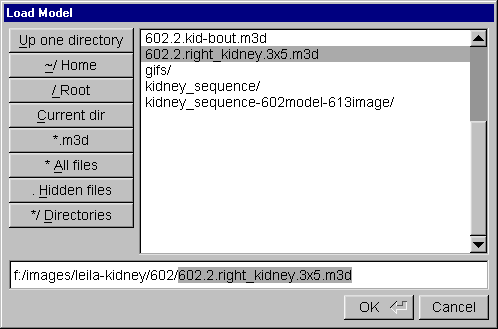 Load Model
Up one directory
~/ Home
/ Root
Current dir
*.m3d
* All files
. Hidden files
*/ Directories
602.2.kid-bout.m3d
602.2.right_kidney.3x5.m3d
gifs/
kidney_sequence/
kidney_sequence-602model-613image/
f:/images/leila-kidney/602/602.2.right_kidney.3x5.m3d
OK
Cancel